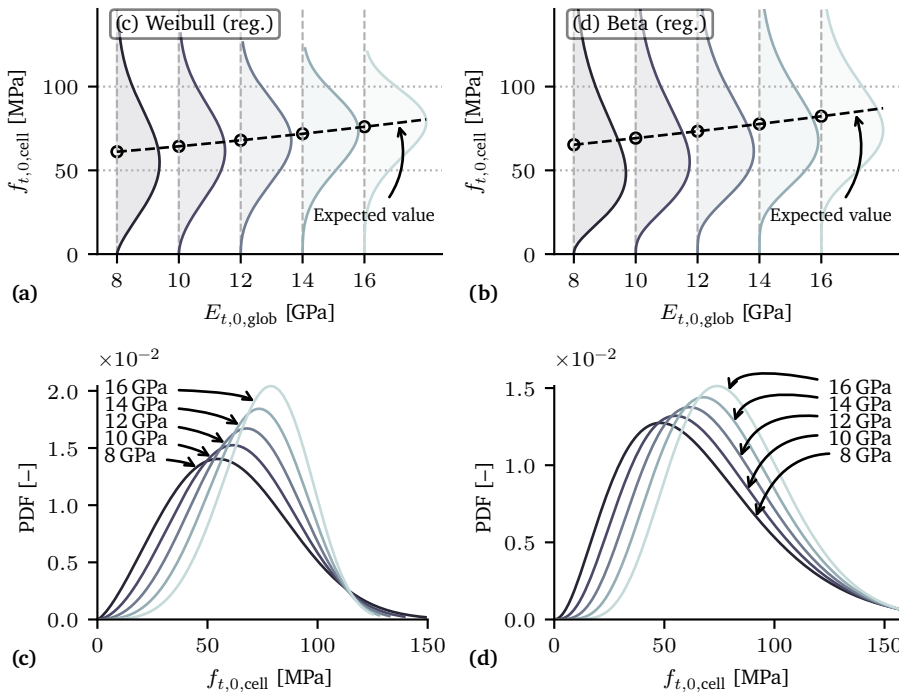 (c) Weibull (reg.)
f_{t,0,cell} [MPa]
100
50
0
Expected value
8 10 12 14 16
(a)
E_{t,0,glob} [GPa]
(d) Beta (reg.)
f_{t,0,cell} [MPa]
100
50
0
Expected value
8 10 12 14 16
(b)
E_{t,0,glob} [GPa]
×10⁻²
2.0
1.5
1.0
0.5
0.0
PDF [–]
16 GPa
14 GPa
12 GPa
10 GPa
8 GPa
0 50 100 150
(c)
f_{t,0,cell} [MPa]
×10⁻²
1.5
1.0
0.5
0.0
PDF [–]
16 GPa
14 GPa
12 GPa
10 GPa
8 GPa
0 50 100 150
(d)
f_{t,0,cell} [MPa]